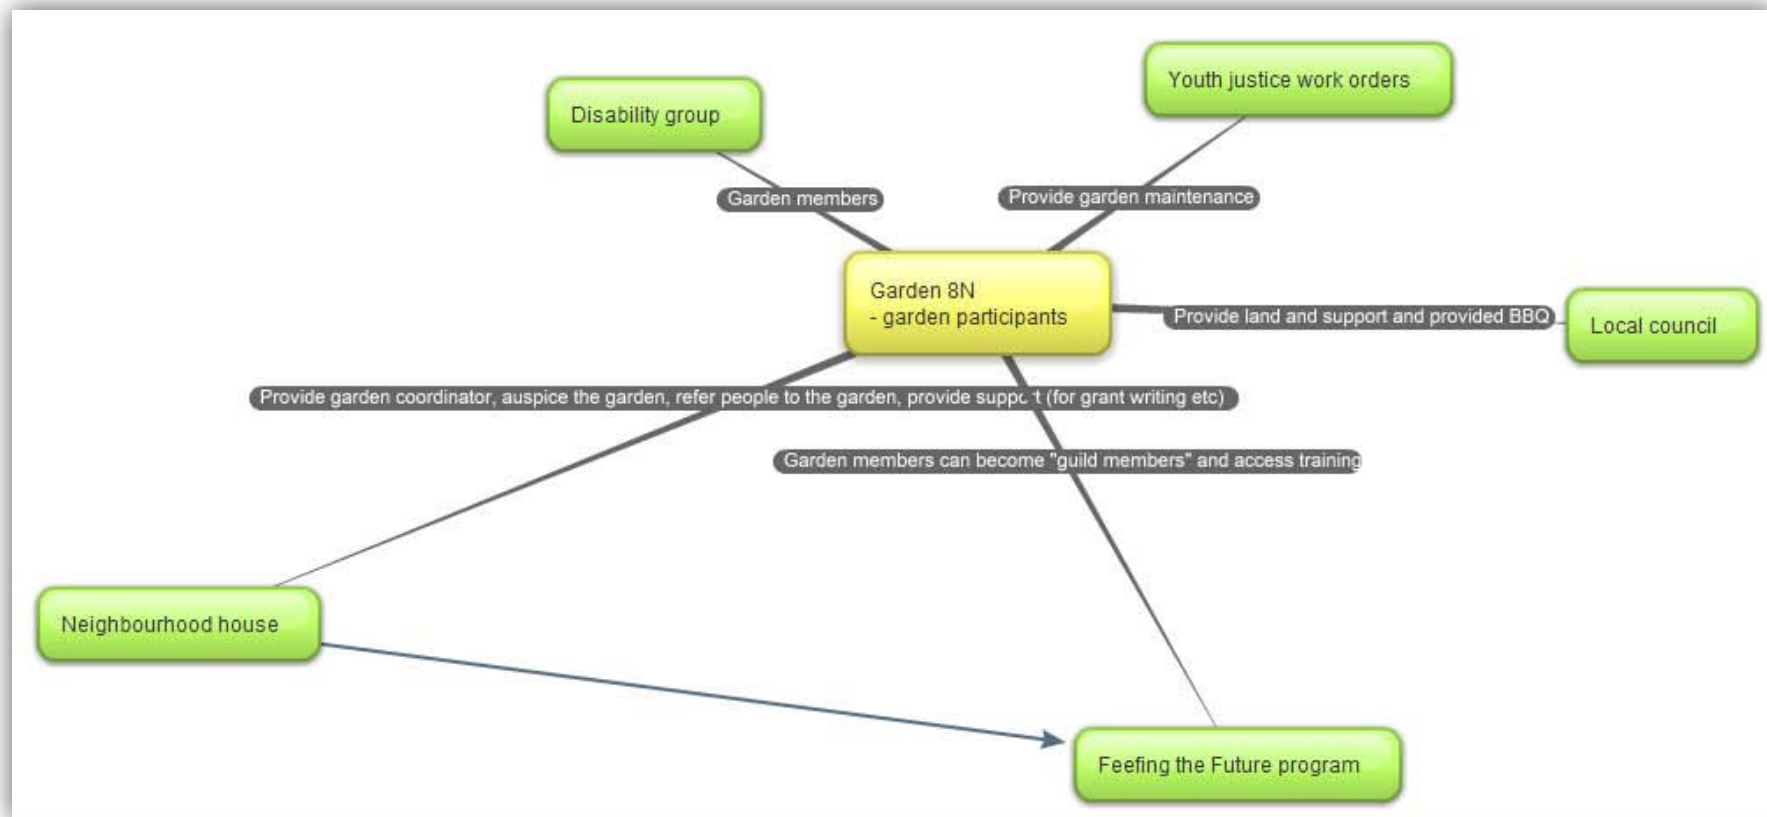 Youth justice work orders
Disability group
Garden members
Provide garden maintenance
Garden 8N
- garden participants
Provide land and support and provided BBQ
Local council
Provide garden coordinator, auspice the garden, refer people to the garden, provide support (for grant writing etc)
Garden members can become "guild members" and access training
Neighbourhood house
Feefing the Future program